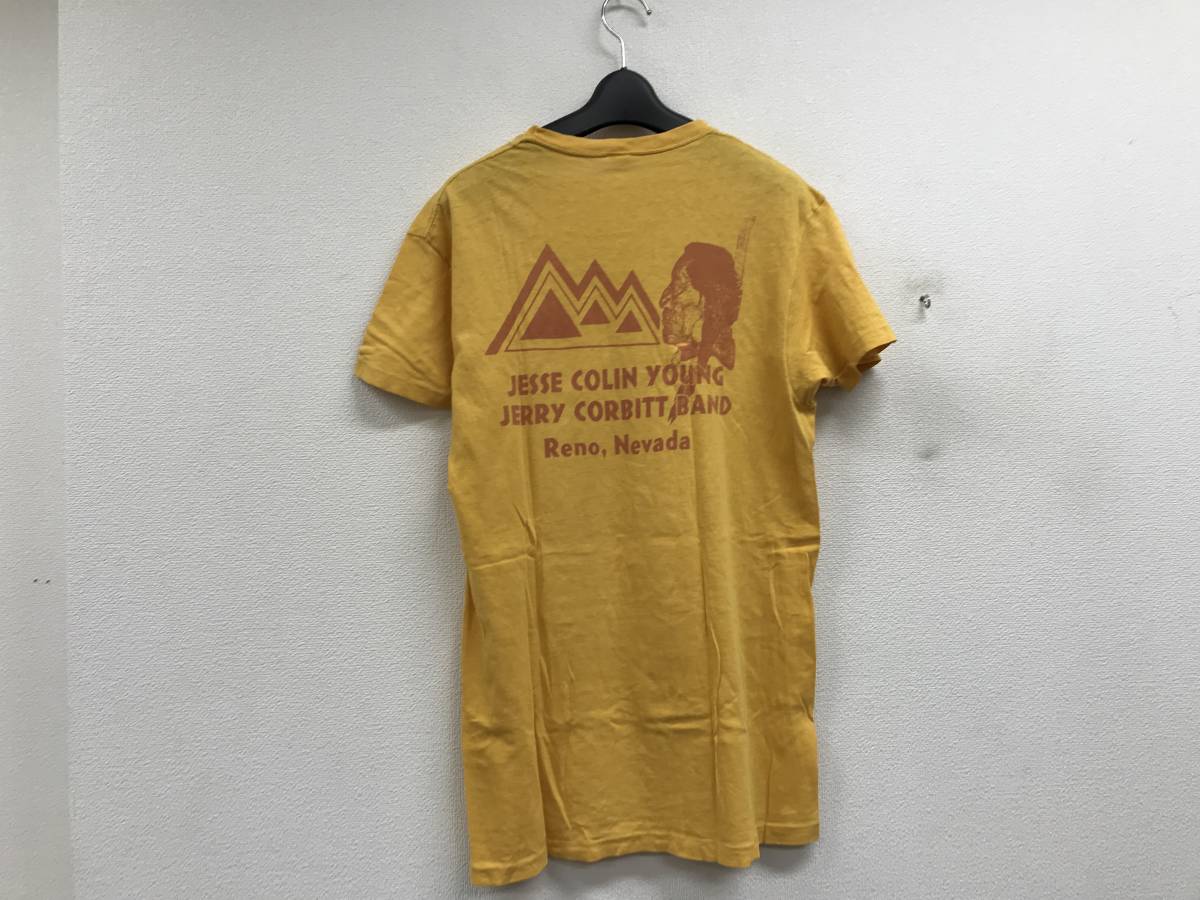 JESSE COLIN YOUNG
JERRY CORBITT BAND
Reno, Nevada